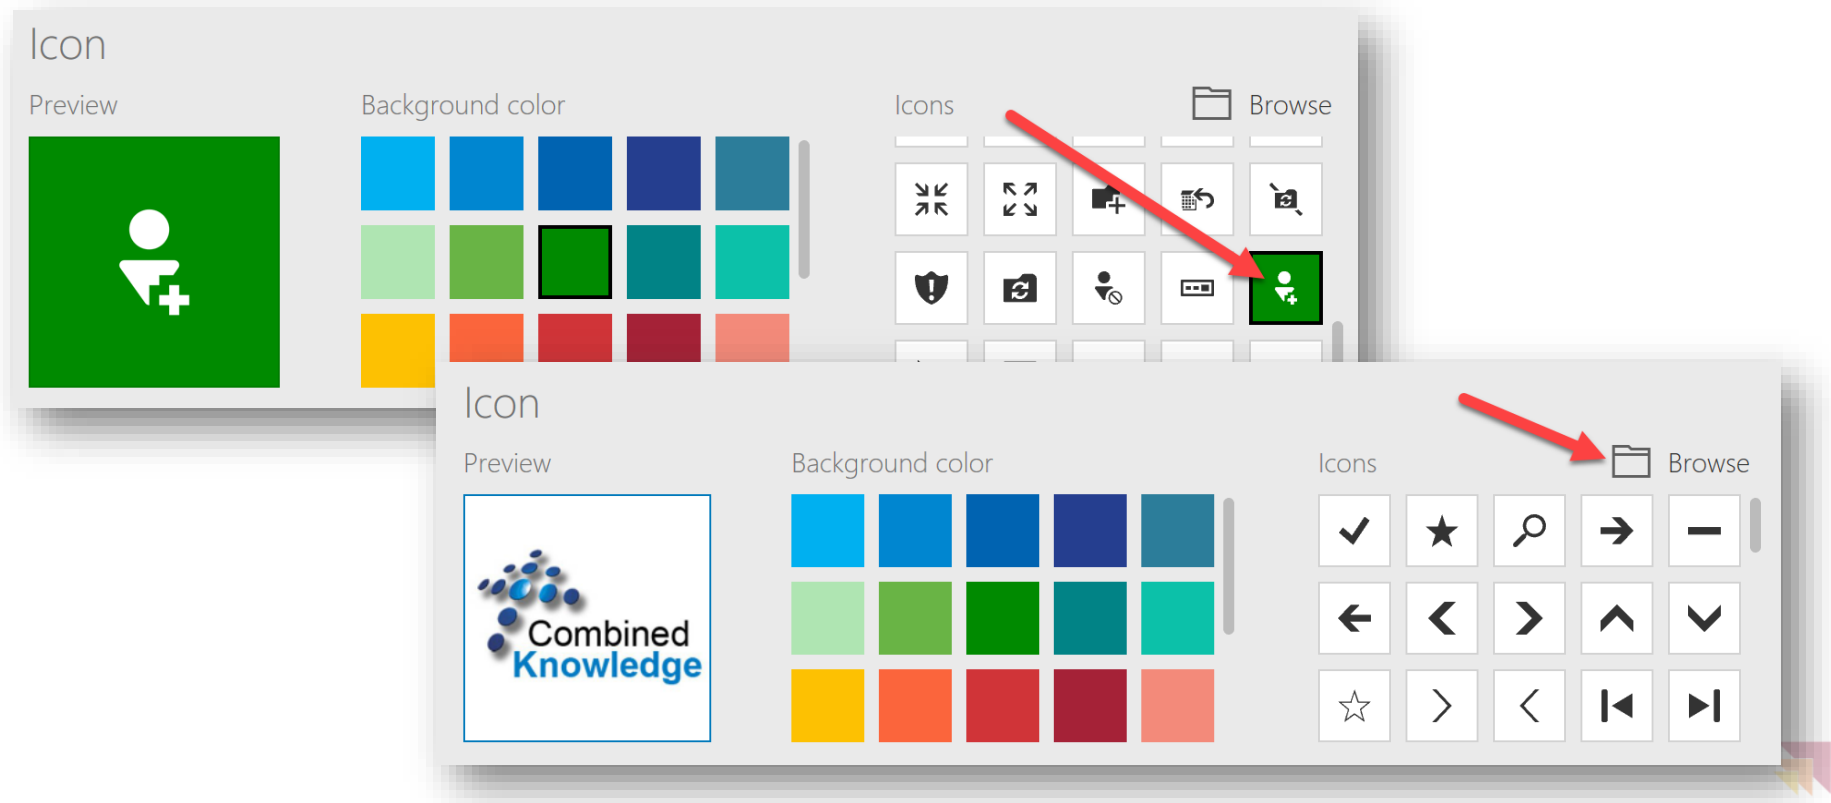 Icon
Preview
Background color
Icons
Browse
Icon
Preview
Background color
Icons
Browse
Combined
Knowledge